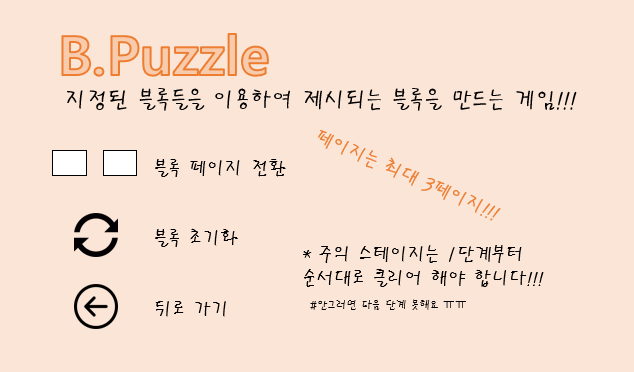 B.Puzzle
지정된 블록들을 이용하여 제시되는 블록을 만드는 게임!!!
페이지는 최대 3페이지!!!
블록 페이지 전환
블록 초기화
* 주의 스테이지는 1단계부터
순서대로 클리어 해야 합니다!!!
뒤로 가기
#안그러면 다음 단계 못해요 ㅠㅠ